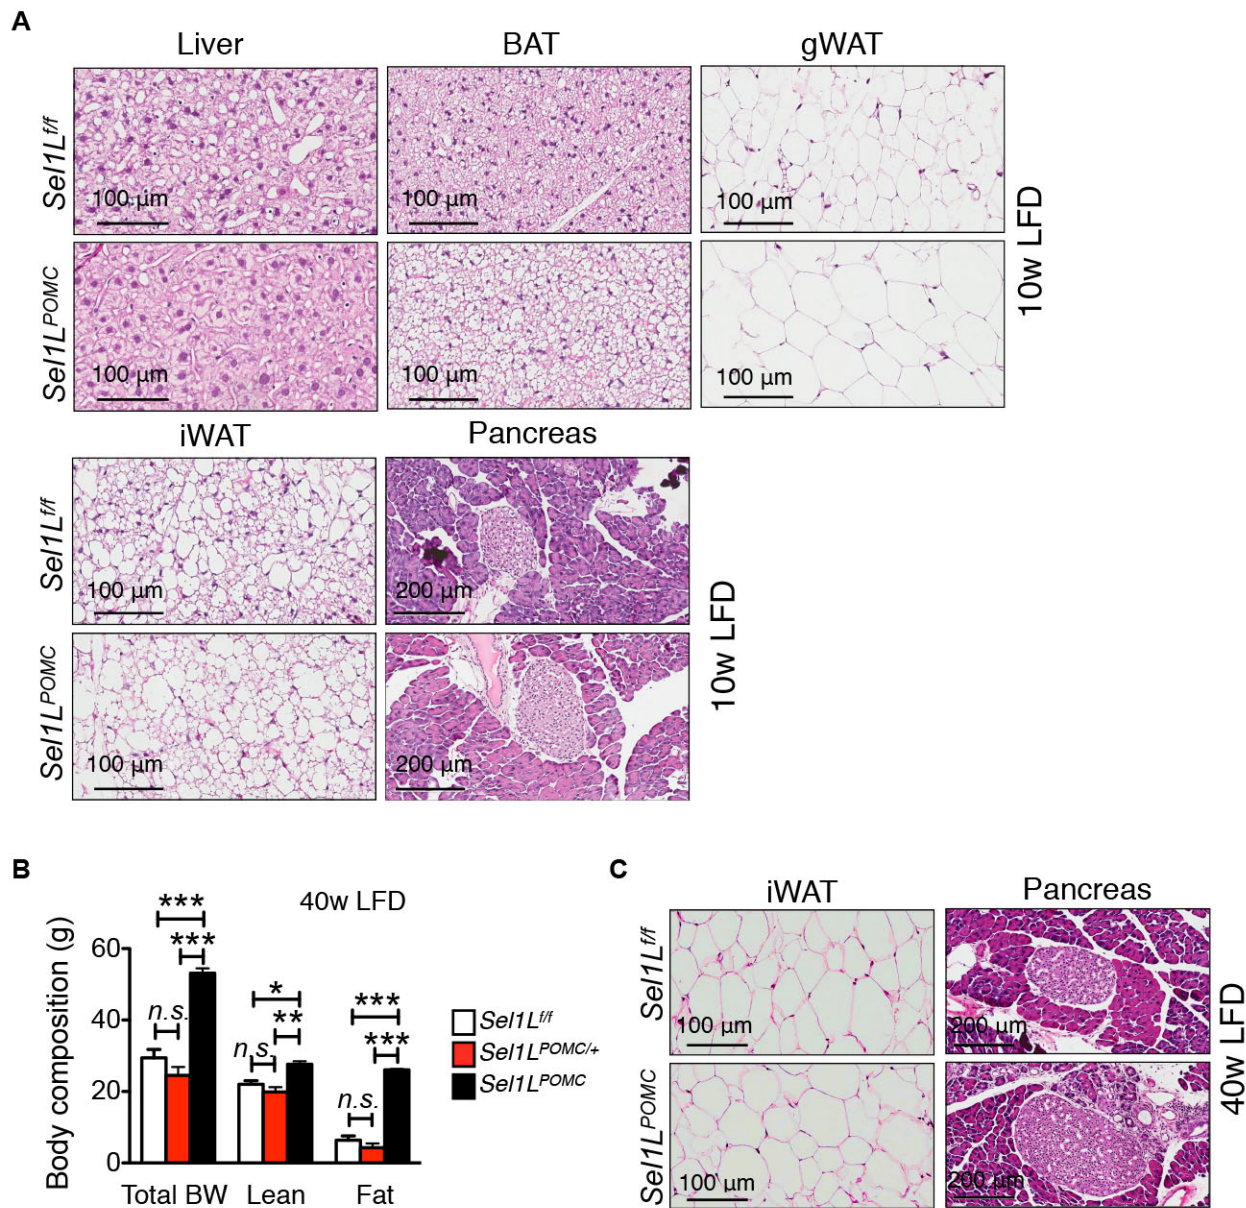 A
Liver BAT gWAT
Sel1L^f/f
100 µm 100 µm 100 µm
Sel1L^POMC
100 µm 100 µm 100 µm
10w LFD
iWAT Pancreas
Sel1L^f/f
100 µm 200 µm
Sel1L^POMC
100 µm 200 µm
10w LFD
B
40w LFD
Body composition (g)
60
40
20
0
***
***
n.s.
*
**
n.s.
***
***
n.s.
Total BW Lean Fat
Sel1L^f/f
Sel1L^POMC/+
Sel1L^POMC
C
iWAT Pancreas
Sel1L^f/f
100 µm 200 µm
Sel1L^POMC
100 µm 200 µm
40w LFD